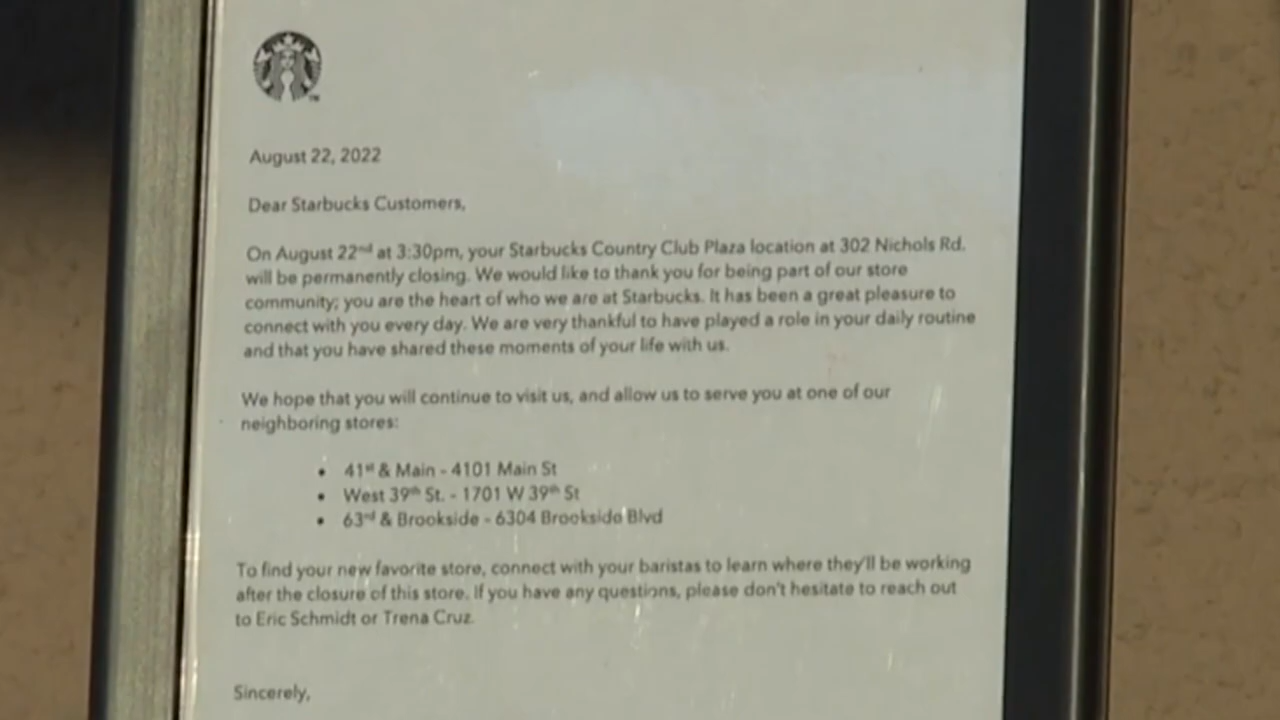 TM
August 22, 2022
Dear Starbucks Customers,
On August 22nd at 3:30pm, your Starbucks Country Club Plaza location at 302 Nichols Rd.
will be permanently closing. We would like to thank you for being part of our store
community; you are the heart of who we are at Starbucks. It has been a great pleasure to
connect with you every day. We are very thankful to have played a role in your daily routine
and that you have shared these moments of your life with us.
We hope that you will continue to visit us, and allow us to serve you at one of our
neighboring stores:
• 41st & Main - 4101 Main St
• West 39th St. - 1701 W 39th St
• 63rd & Brookside - 6304 Brookside Blvd
To find your new favorite store, connect with your baristas to learn where they'll be working
after the closure of this store. If you have any questions, please don't hesitate to reach out
to Eric Schmidt or Trena Cruz.
Sincerely,